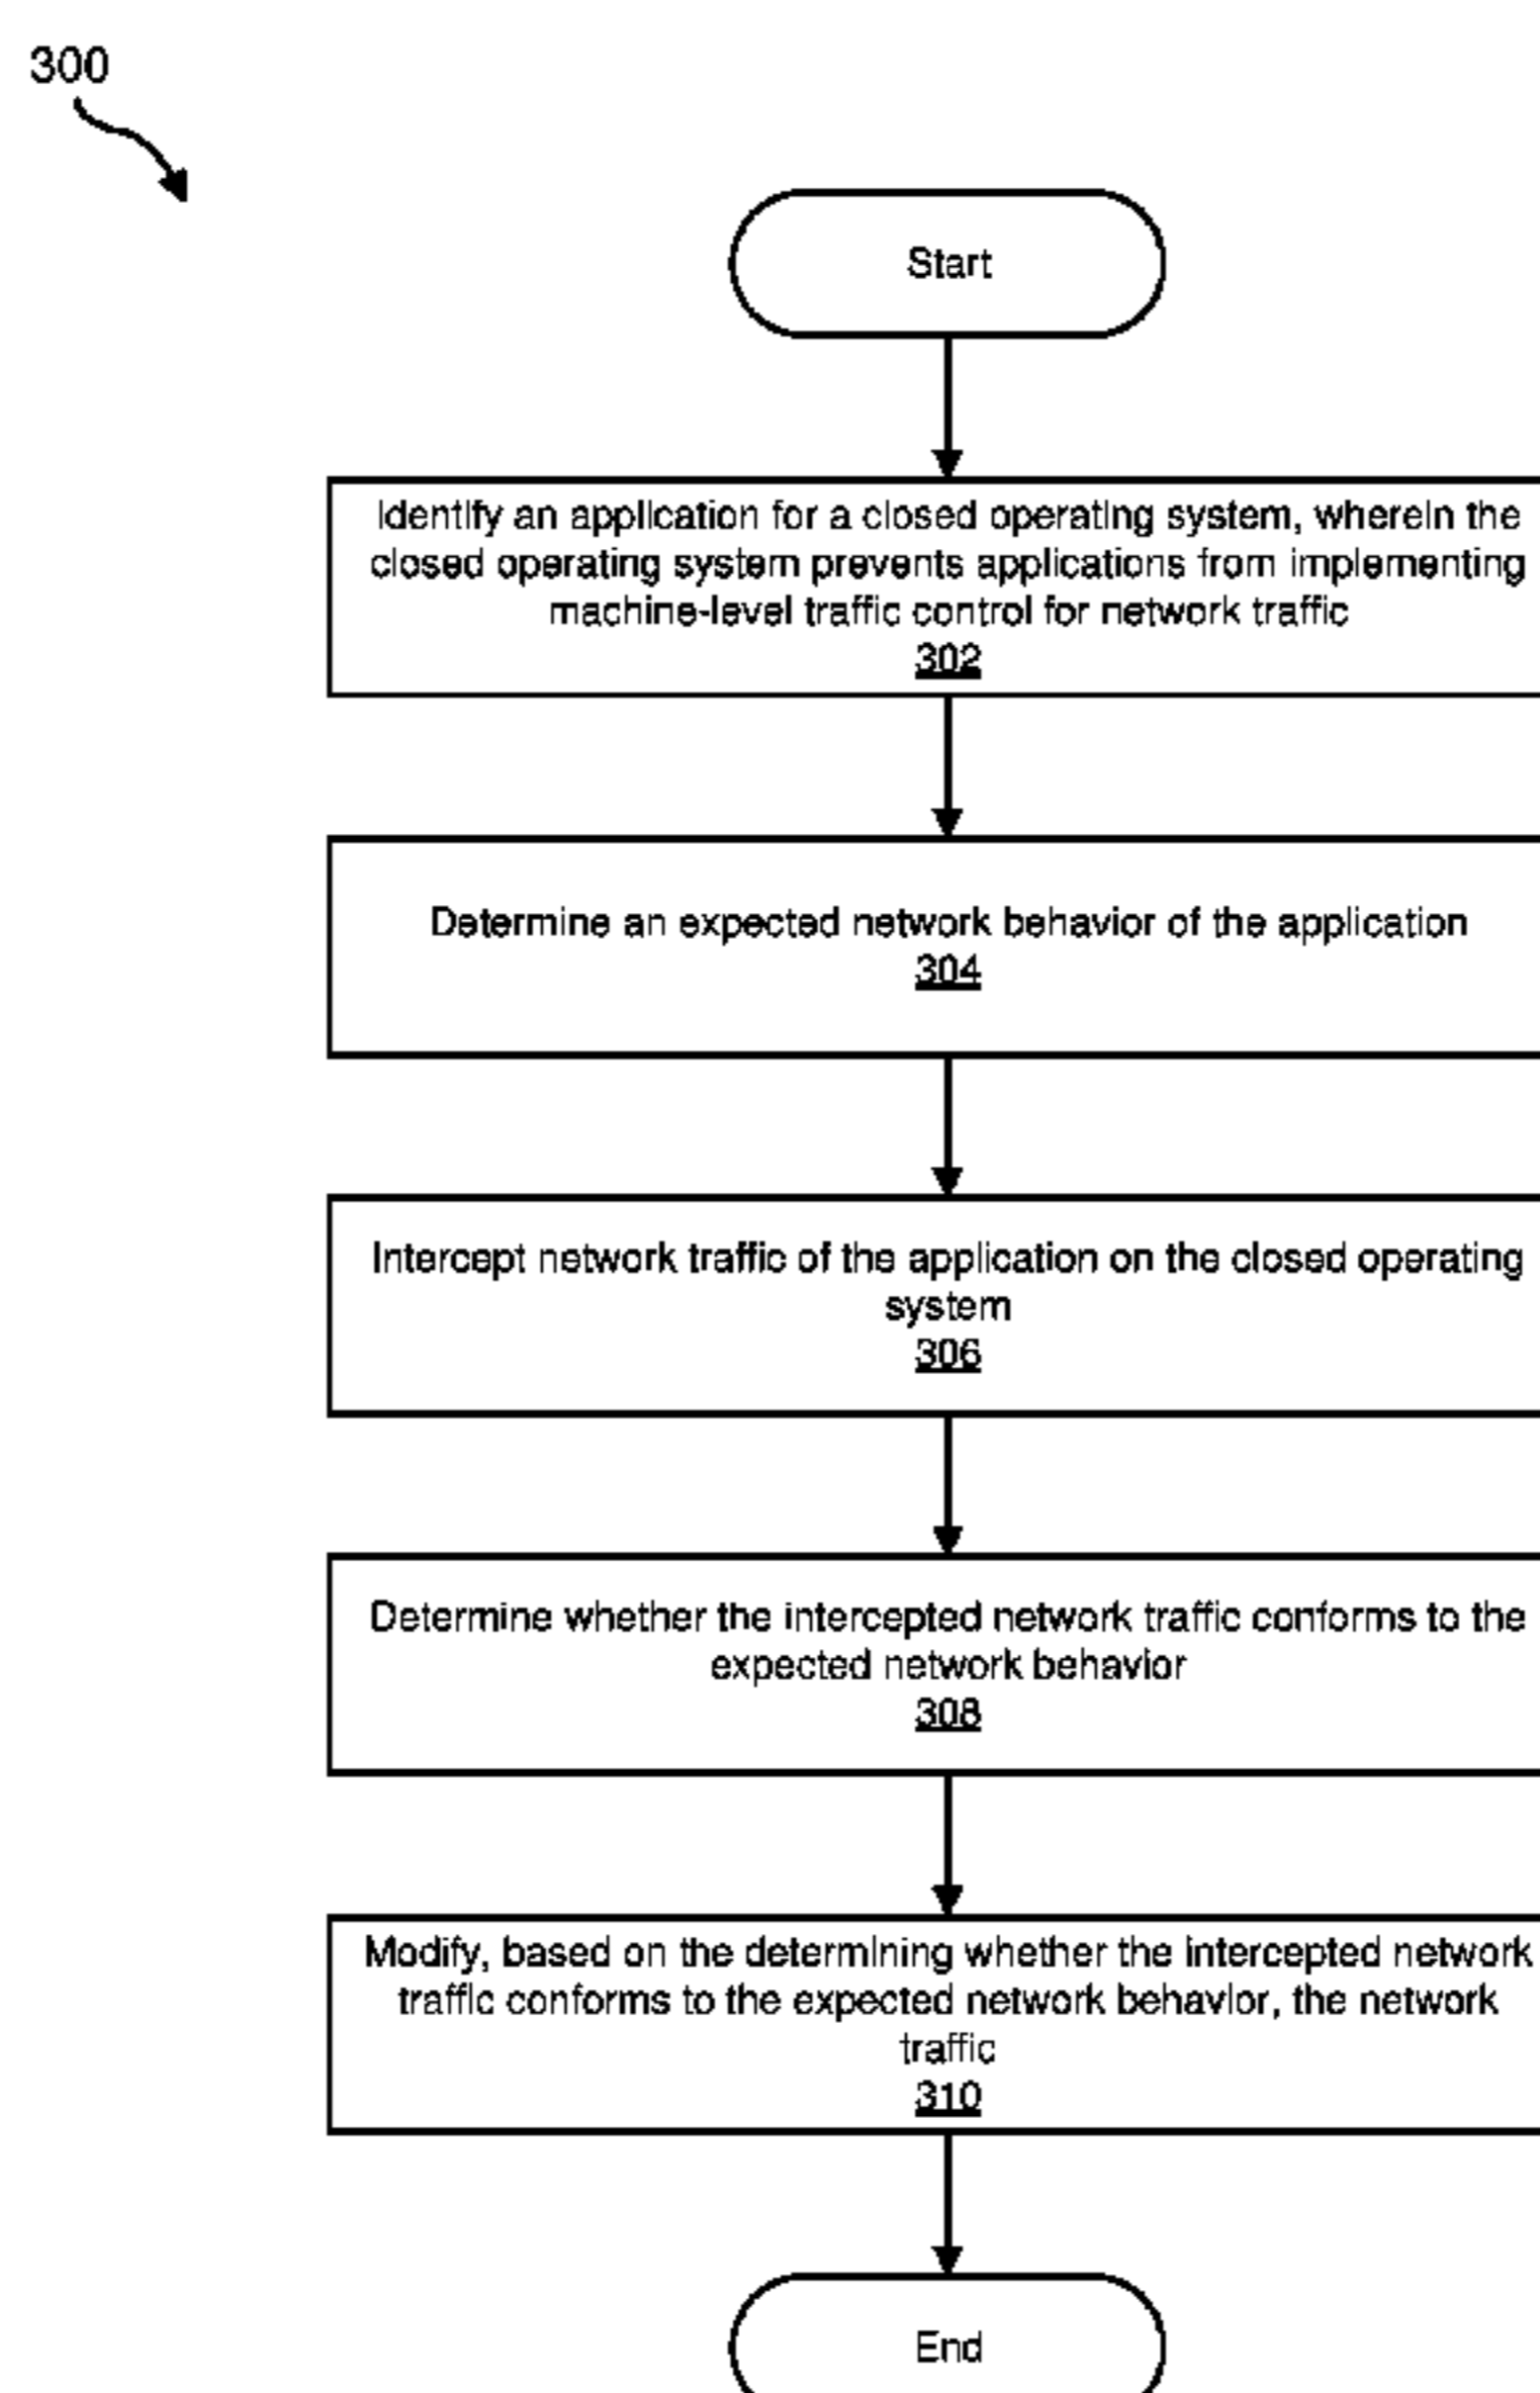 300
Start
Identify an application for a closed operating system, wherein the
closed operating system prevents applications from implementing
machine-level traffic control for network traffic
302
Determine an expected network behavior of the application
304
Intercept network traffic of the application on the closed operating
system
306
Determine whether the intercepted network traffic conforms to the
expected network behavior
308
Modify, based on the determining whether the intercepted network
traffic conforms to the expected network behavior, the network
traffic
310
End